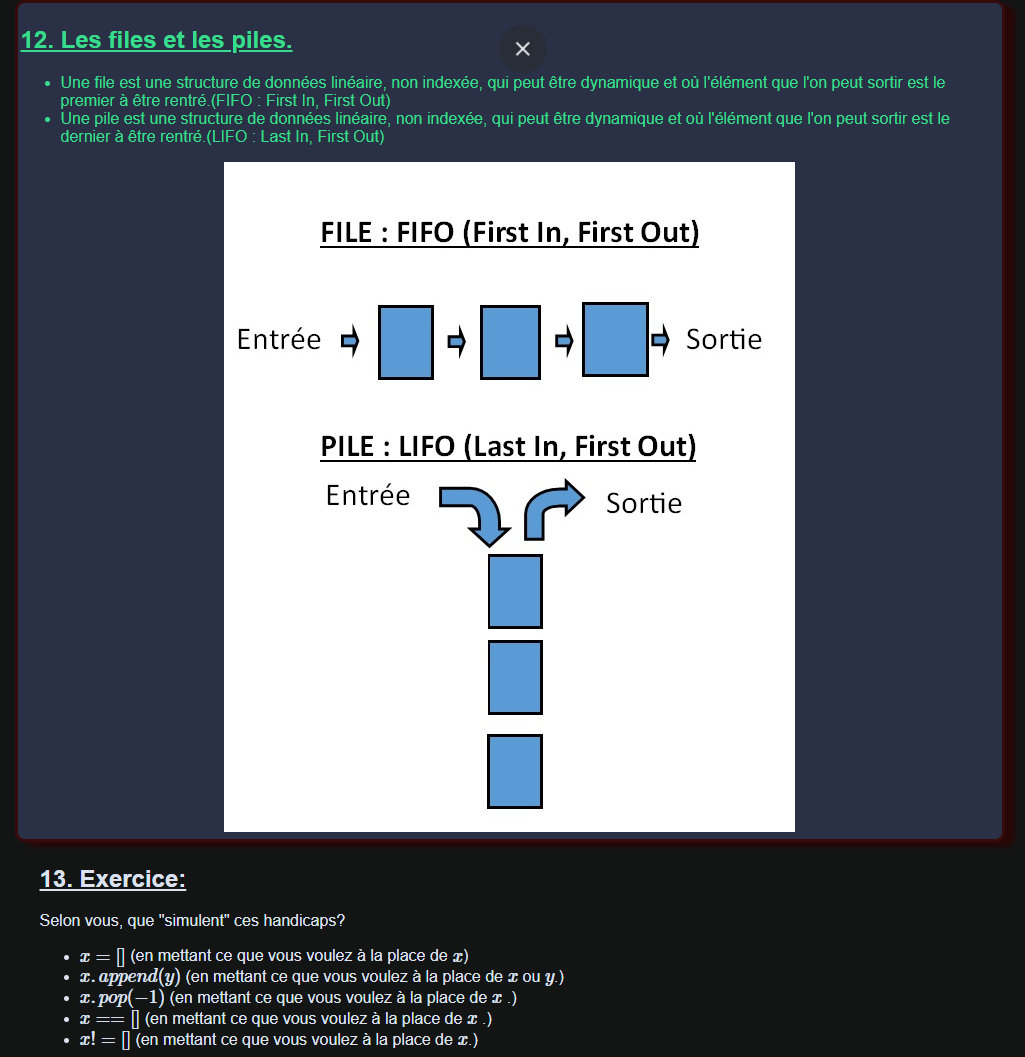 12. Les files et les piles.
• Une file est une structure de données linéaire, non indexée, qui peut être dynamique et où l'élément que l'on peut sortir est le
premier à être rentré.(FIFO : First In, First Out)
• Une pile est une structure de données linéaire, non indexée, qui peut être dynamique et où l'élément que l'on peut sortir est le
dernier à être rentré.(LIFO : Last In, First Out)
FILE : FIFO (First In, First Out)
Entrée Sortie
PILE : LIFO (Last In, First Out)
Entrée Sortie
13. Exercice:
Selon vous, que "simulent" ces handicaps?
• x = [] (en mettant ce que vous voulez à la place de x)
• x.append(y) (en mettant ce que vous voulez à la place de x ou y.)
• x.pop(−1) (en mettant ce que vous voulez à la place de x .)
• x == [] (en mettant ce que vous voulez à la place de x .)
• x! = [] (en mettant ce que vous voulez à la place de x.)